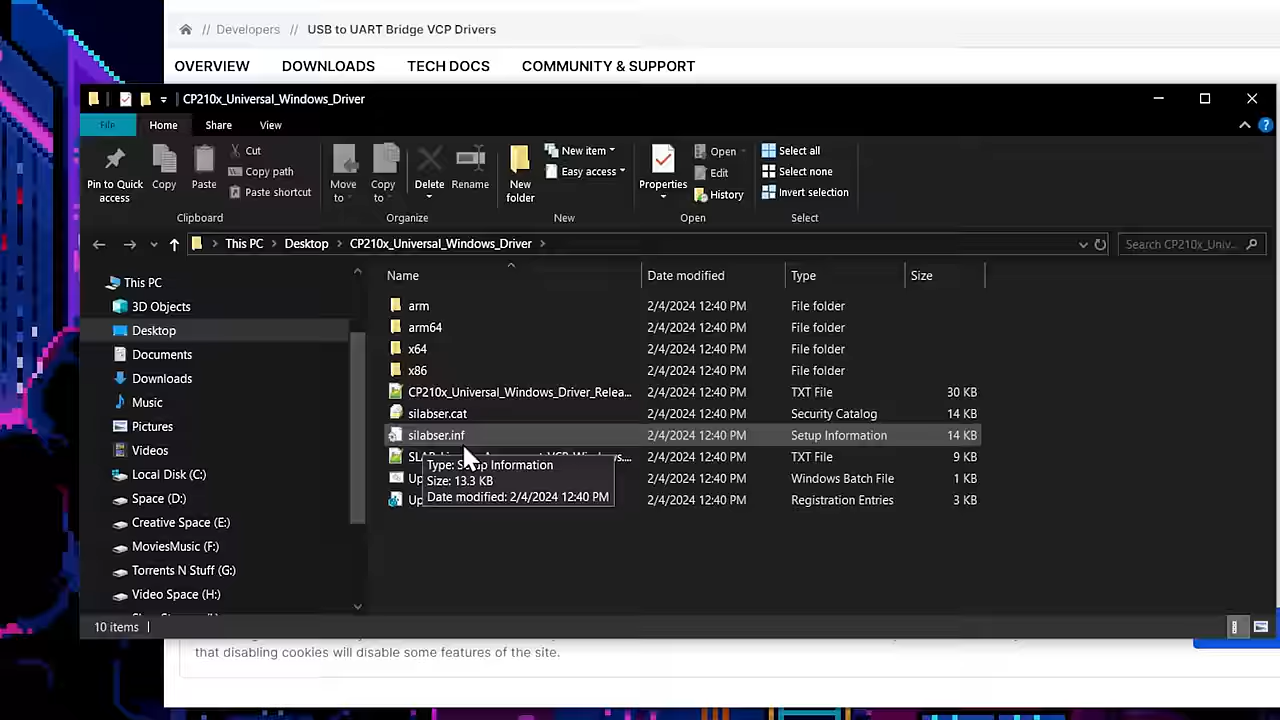 // Developers // USB to UART Bridge VCP Drivers
OVERVIEW DOWNLOADS TECH DOCS COMMUNITY & SUPPORT
CP210x_Universal_Windows_Driver
File Home Share View
Pin to Quick access
Copy
Paste
Cut
Copy path
Paste shortcut
Clipboard
Move to
Copy to
Delete
Rename
Organize
New folder
New item
Easy access
New
Properties
Open
Edit
History
Open
Select all
Select none
Invert selection
Select
This PC Desktop CP210x_Universal_Windows_Driver
Search CP210x_Univ...
This PC
3D Objects
Desktop
Documents
Downloads
Music
Pictures
Videos
Local Disk (C:)
Space (D:)
Creative Space (E:)
MoviesMusic (F:)
Torrents N Stuff (G:)
Video Space (H:)
Name Date modified Type Size
arm 2/4/2024 12:40 PM File folder
arm64 2/4/2024 12:40 PM File folder
x64 2/4/2024 12:40 PM File folder
x86 2/4/2024 12:40 PM File folder
CP210x_Universal_Windows_Driver_Relea... 2/4/2024 12:40 PM TXT File 30 KB
silabser.cat 2/4/2024 12:40 PM Security Catalog 14 KB
silabser.inf 2/4/2024 12:40 PM Setup Information 14 KB
2/4/2024 12:40 PM TXT File 9 KB
2/4/2024 12:40 PM Windows Batch File 1 KB
2/4/2024 12:40 PM Registration Entries 3 KB
Type: Setup Information
Size: 13.3 KB
Date modified: 2/4/2024 12:40 PM
10 items
that disabling cookies will disable some features of the site.